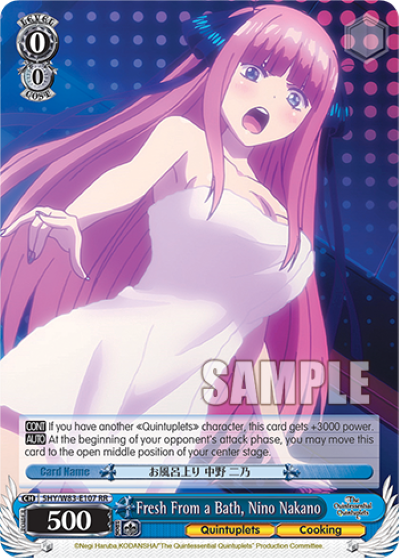 LEVEL
0
0
COST
SAMPLE
CONT If you have another <Quintuplets> character, this card gets +3000 power.
AUTO At the beginning of your opponent's attack phase, you may move this
card to the open middle position of your center stage.
Card Name お風呂上り 中野 二乃
CH 5HY/W83-E107 RR
Fresh From a Bath, Nino Nakano
The Quintessential Quintuplets
500
Quintuplets Cooking
©Negi Haruba,KODANSHA/"The Quintessential Quintuplets" Production Committee.